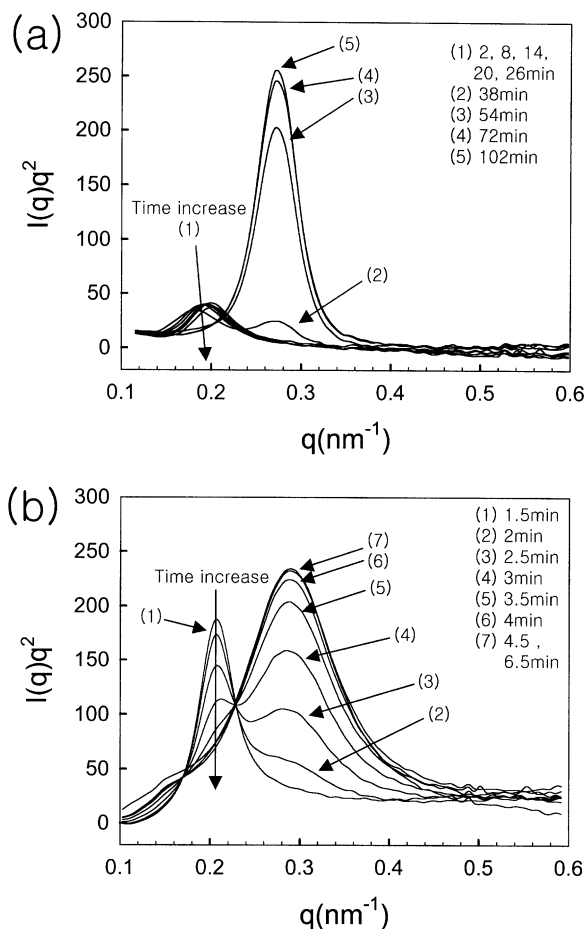 (a)
300
250
200
150
100
50
0
I(q)q²
0.1 0.2 0.3 0.4 0.5 0.6
q(nm⁻¹)
Time increase
(1)
(5)
(4)
(3)
(2)
(1) 2, 8, 14,
20, 26min
(2) 38min
(3) 54min
(4) 72min
(5) 102min
(b)
300
250
200
150
100
50
0
I(q)q²
0.1 0.2 0.3 0.4 0.5 0.6
q(nm⁻¹)
Time increase
(1)
(7)
(6)
(5)
(4)
(3)
(2)
(1) 1.5min
(2) 2min
(3) 2.5min
(4) 3min
(5) 3.5min
(6) 4min
(7) 4.5 ,
6.5min